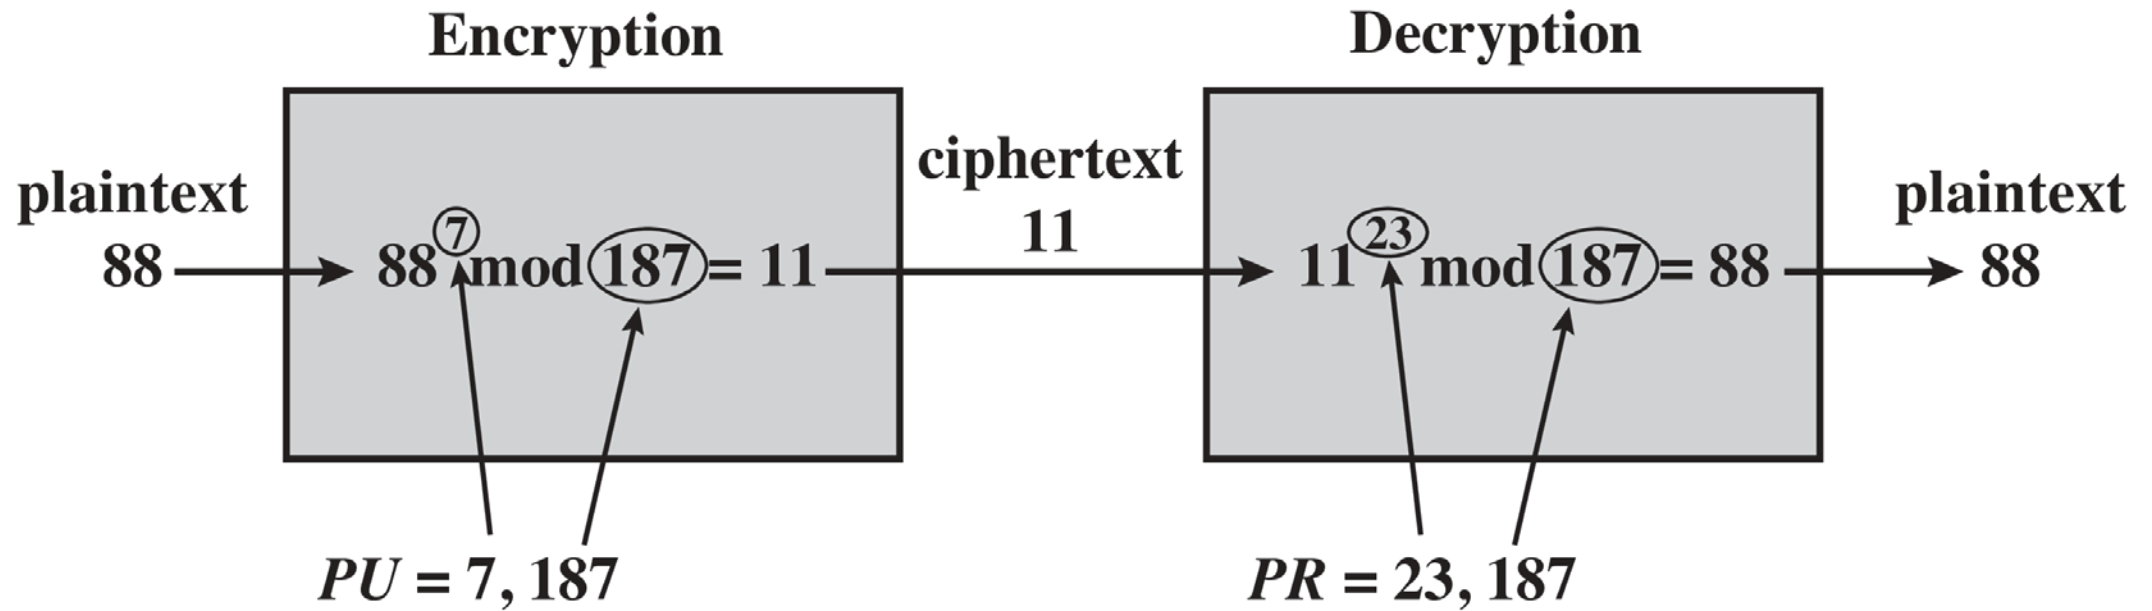 Encryption
Decryption
plaintext
88
88^7 mod 187 = 11
ciphertext
11
11^23 mod 187 = 88
plaintext
88
PU = 7, 187
PR = 23, 187